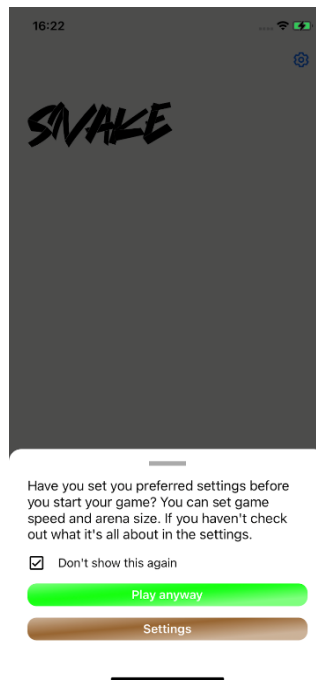 16:22
SNAKE
Have you set you preferred settings before
you start your game? You can set game
speed and arena size. If you haven't check
out what it's all about in the settings.
Don't show this again
Play anyway
Settings